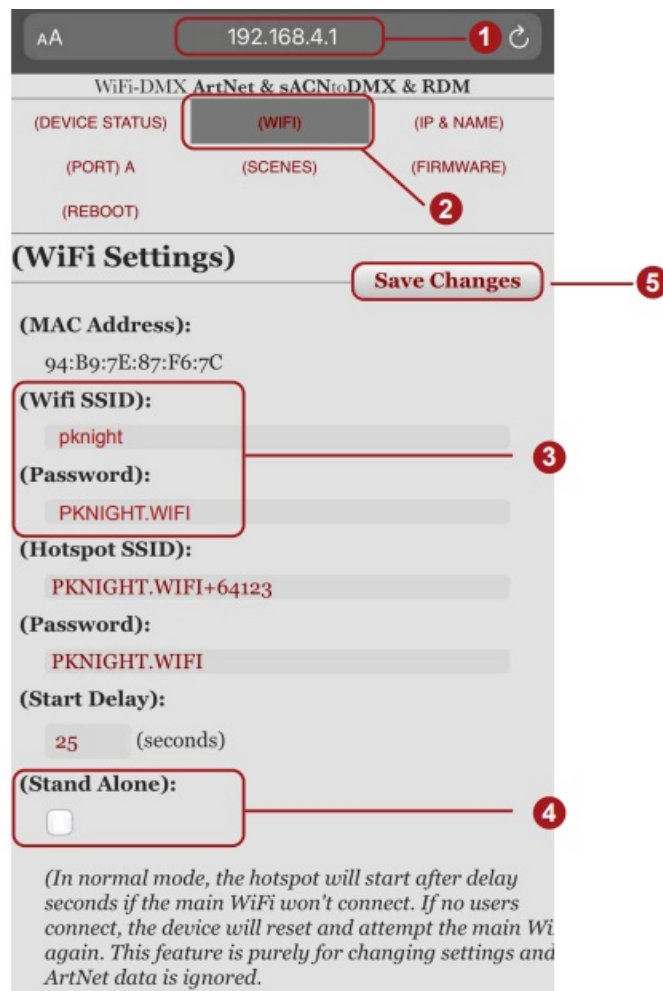 AA 192.168.4.1 1
WiFi-DMX ArtNet & sACNtoDMX & RDM
(DEVICE STATUS) (WIFI) (IP & NAME)
(PORT) A (SCENES) (FIRMWARE)
(REBOOT) 2
(WiFi Settings)
Save Changes 5
(MAC Address):
94:B9:7E:87:F6:7C
(Wifi SSID):
pknight
3
(Password):
PKNIGHT.WIFI
(Hotspot SSID):
PKNIGHT.WIFI+64123
(Password):
PKNIGHT.WIFI
(Start Delay):
25 (seconds)
(Stand Alone):
4
(In normal mode, the hotspot will start after delay
seconds if the main WiFi won't connect. If no users
connect, the device will reset and attempt the main Wi
again. This feature is purely for changing settings and
ArtNet data is ignored.